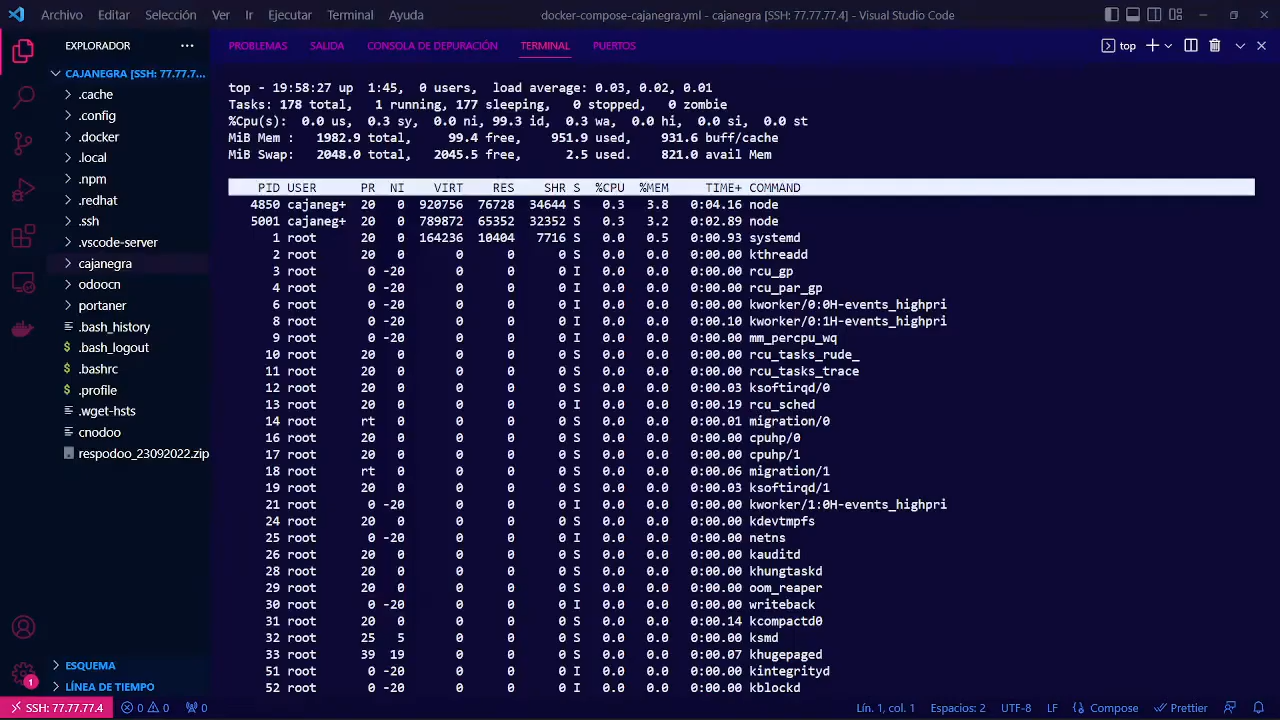 Archivo Editar Selección Ver Ir Ejecutar Terminal Ayuda docker-compose-cajanegra.yml - cajanegra [SSH: 77.77.77.4] - Visual Studio Code
EXPLORADOR ...
CAJANEGRA [SSH: 77.77.7...
.cache
.config
.docker
.local
.npm
.redhat
.ssh
.vscode-server
cajanegra
odoocn
portaner
.bash_history
$ .bash_logout
$ .bashrc
$ .profile
.wget-hsts
cnodoo
respodoo_23092022.zip
ESQUEMA
LÍNEA DE TIEMPO
PROBLEMAS SALIDA CONSOLA DE DEPURACIÓN TERMINAL PUERTOS top
top - 19:58:27 up 1:45, 0 users, load average: 0.03, 0.02, 0.01
Tasks: 178 total, 1 running, 177 sleeping, 0 stopped, 0 zombie
%Cpu(s): 0.0 us, 0.3 sy, 0.0 ni, 99.3 id, 0.3 wa, 0.0 hi, 0.0 si, 0.0 st
MiB Mem : 1982.9 total, 99.4 free, 951.9 used, 931.6 buff/cache
MiB Swap: 2048.0 total, 2045.5 free, 2.5 used. 821.0 avail Mem
PID USER PR NI VIRT RES SHR S %CPU %MEM TIME+ COMMAND
4850 cajaneg+ 20 0 920756 76728 34644 S 0.3 3.8 0:04.16 node
5001 cajaneg+ 20 0 789872 65352 32352 S 0.3 3.2 0:02.89 node
1 root 20 0 164236 10404 7716 S 0.0 0.5 0:00.93 systemd
2 root 20 0 0 0 0 S 0.0 0.0 0:00.00 kthreadd
3 root 0 -20 0 0 0 I 0.0 0.0 0:00.00 rcu_gp
4 root 0 -20 0 0 0 I 0.0 0.0 0:00.00 rcu_par_gp
6 root 0 -20 0 0 0 I 0.0 0.0 0:00.00 kworker/0:0H-events_highpri
8 root 0 -20 0 0 0 I 0.0 0.0 0:00.10 kworker/0:1H-events_highpri
9 root 0 -20 0 0 0 I 0.0 0.0 0:00.00 mm_percpu_wq
10 root 20 0 0 0 0 S 0.0 0.0 0:00.00 rcu_tasks_rude_
11 root 20 0 0 0 0 S 0.0 0.0 0:00.00 rcu_tasks_trace
12 root 20 0 0 0 0 S 0.0 0.0 0:00.03 ksoftirqd/0
13 root 20 0 0 0 0 I 0.0 0.0 0:00.19 rcu_sched
14 root rt 0 0 0 0 S 0.0 0.0 0:00.01 migration/0
16 root 20 0 0 0 0 S 0.0 0.0 0:00.00 cpuhp/0
17 root 20 0 0 0 0 S 0.0 0.0 0:00.00 cpuhp/1
18 root rt 0 0 0 0 S 0.0 0.0 0:00.06 migration/1
19 root 20 0 0 0 0 S 0.0 0.0 0:00.03 ksoftirqd/1
21 root 0 -20 0 0 0 I 0.0 0.0 0:00.00 kworker/1:0H-events_highpri
24 root 20 0 0 0 0 S 0.0 0.0 0:00.00 kdevtmpfs
25 root 0 -20 0 0 0 I 0.0 0.0 0:00.00 netns
26 root 20 0 0 0 0 S 0.0 0.0 0:00.00 kauditd
28 root 20 0 0 0 0 S 0.0 0.0 0:00.00 khungtaskd
29 root 20 0 0 0 0 S 0.0 0.0 0:00.00 oom_reaper
30 root 0 -20 0 0 0 I 0.0 0.0 0:00.00 writeback
31 root 20 0 0 0 0 S 0.0 0.0 0:00.14 kcompactd0
32 root 25 5 0 0 0 S 0.0 0.0 0:00.00 ksmd
33 root 39 19 0 0 0 S 0.0 0.0 0:00.07 khugepaged
51 root 0 -20 0 0 0 I 0.0 0.0 0:00.00 kintegrityd
52 root 0 -20 0 0 0 I 0.0 0.0 0:00.00 kblockd
1
SSH: 77.77.77.4 0 0 0 Lín. 1, col. 1 Espacios: 2 UTF-8 LF Compose Prettier